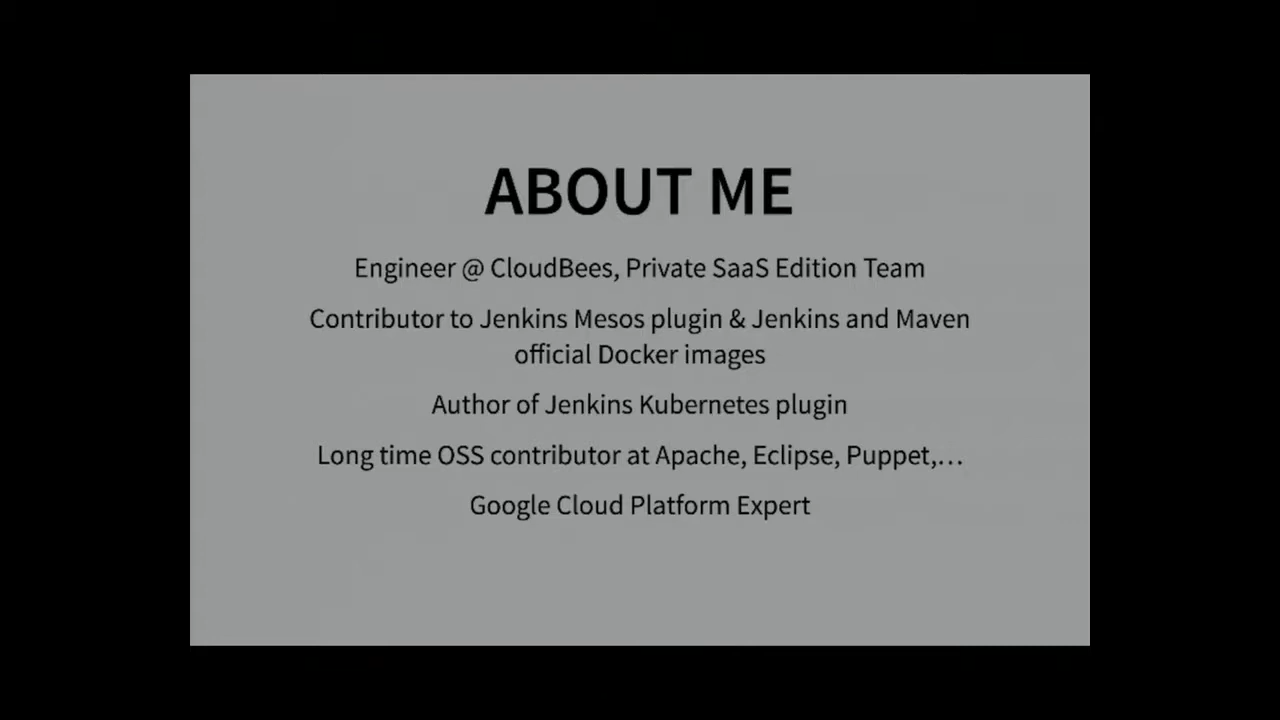 ABOUT ME
Engineer @ CloudBees, Private SaaS Edition Team
Contributor to Jenkins Mesos plugin & Jenkins and Maven
official Docker images
Author of Jenkins Kubernetes plugin
Long time OSS contributor at Apache, Eclipse, Puppet,…
Google Cloud Platform Expert